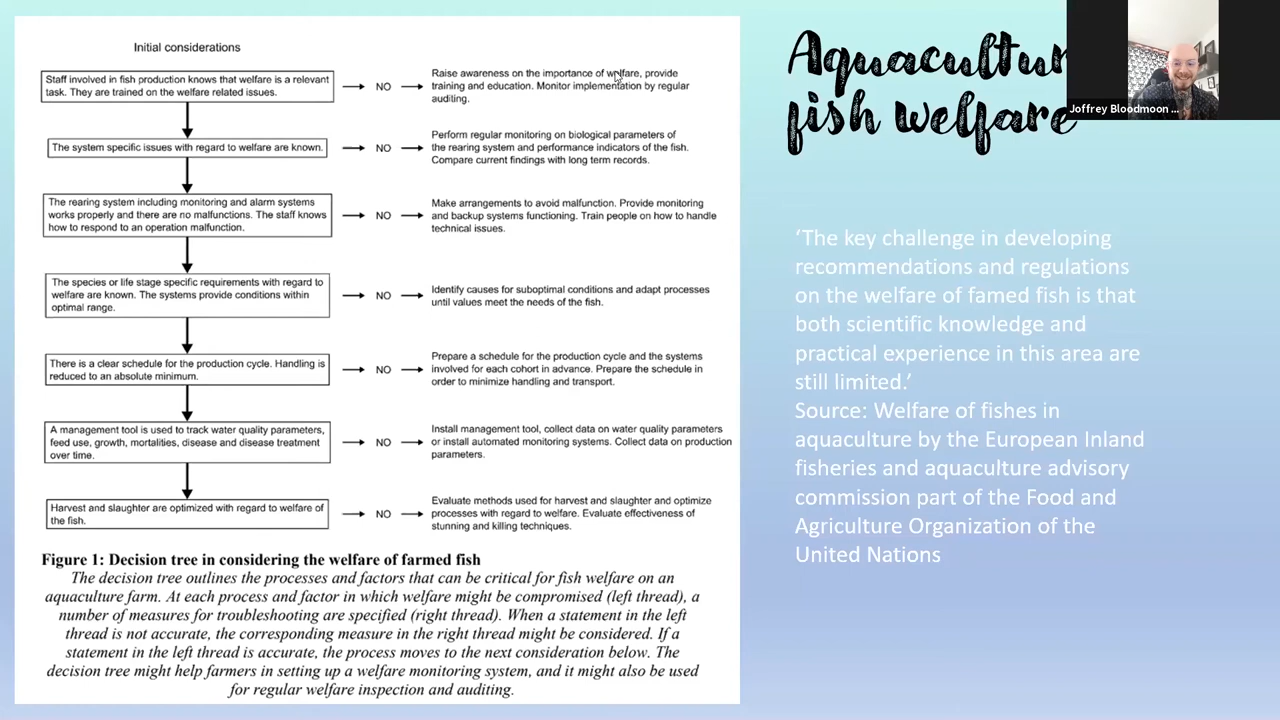 Initial considerations
Staff involved in fish production knows that welfare is a relevant
task. They are trained on the welfare related issues.
NO
Raise awareness on the importance of welfare, provide
training and education. Monitor implementation by regular
auditing.
The system specific issues with regard to welfare are known.
NO
Perform regular monitoring on biological parameters of
the rearing system and performance indicators of the fish.
Compare current findings with long term records.
The rearing system including monitoring and alarm systems
works properly and there are no malfunctions. The staff knows
how to respond to an operation malfunction.
NO
Make arrangements to avoid malfunction. Provide monitoring
and backup systems functioning. Train people on how to handle
technical issues.
The species or life stage specific requirements with regard to
welfare are known. The systems provide conditions within
optimal range.
NO
Identify causes for suboptimal conditions and adapt processes
until values meet the needs of the fish.
There is a clear schedule for the production cycle. Handling is
reduced to an absolute minimum.
NO
Prepare a schedule for the production cycle and the systems
involved for each cohort in advance. Prepare the schedule in
order to minimize handling and transport.
A management tool is used to track water quality parameters,
feed use, growth, mortalities, disease and disease treatment
over time.
NO
Install management tool, collect data on water quality parameters
or install automated monitoring systems. Collect data on production
parameters.
Harvest and slaughter are optimized with regard to welfare of
the fish.
NO
Evaluate methods used for harvest and slaughter and optimize
processes with regard to welfare. Evaluate effectiveness of
stunning and killing techniques.
Figure 1: Decision tree in considering the welfare of farmed fish
The decision tree outlines the processes and factors that can be critical for fish welfare on an
aquaculture farm. At each process and factor in which welfare might be compromised (left thread), a
number of measures for troubleshooting are specified (right thread). When a statement in the left
thread is not accurate, the corresponding measure in the right thread might be considered. If a
statement in the left thread is accurate, the process moves to the next consideration below. The
decision tree might help farmers in setting up a welfare monitoring system, and it might also be used
for regular welfare inspection and auditing.
Aquacultur
fish welfare
Joffrey Bloodmoon ...
‘The key challenge in developing
recommendations and regulations
on the welfare of famed fish is that
both scientific knowledge and
practical experience in this area are
still limited.’
Source: Welfare of fishes in
aquaculture by the European Inland
fisheries and aquaculture advisory
commission part of the Food and
Agriculture Organization of the
United Nations